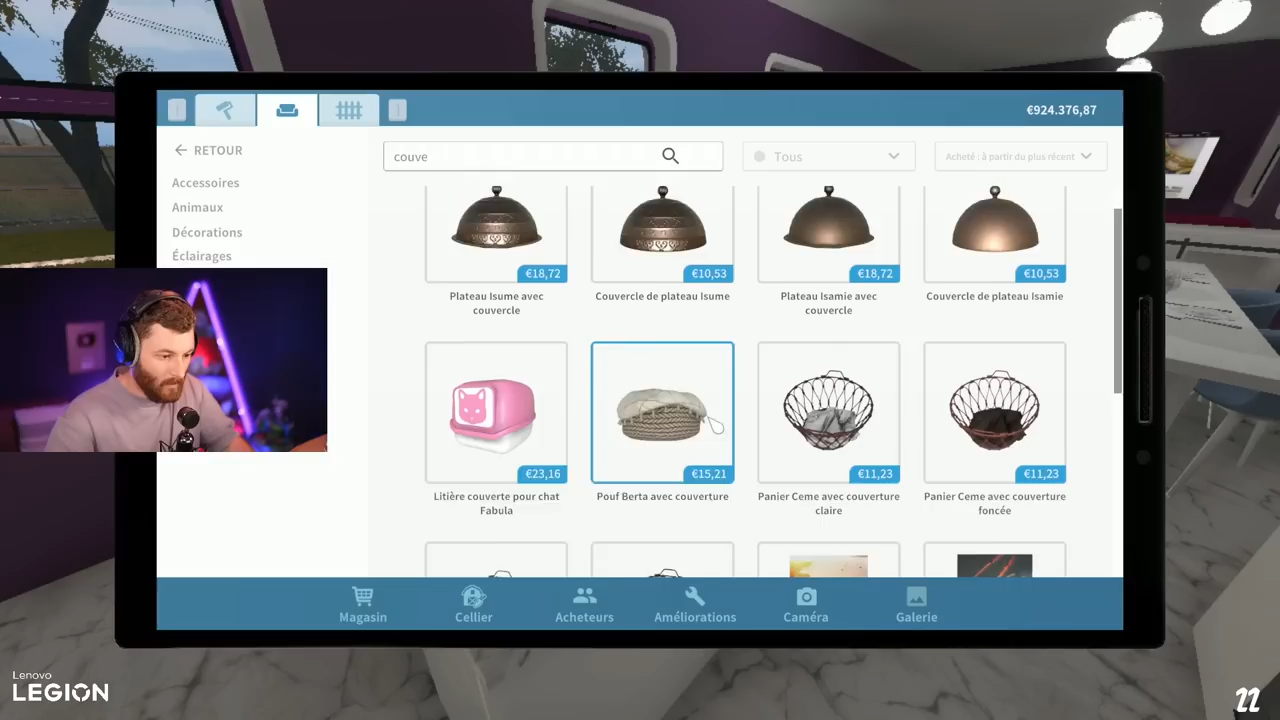 €924.376,87
RETOUR
couve
Tous
Acheté : à partir du plus récent
Accessoires
Animaux
Décorations
Éclairages
€18,72
€10,53
€18,72
€10,53
Plateau Isume avec
couvercle
Couvercle de plateau Isume
Plateau Isamie avec
couvercle
Couvercle de plateau Isamie
€23,16
€15,21
€11,23
€11,23
Litière couverte pour chat
Fabula
Pouf Berta avec couverture
Panier Ceme avec couverture
claire
Panier Ceme avec couverture
foncée
Magasin
Cellier
Acheteurs
Améliorations
Caméra
Galerie
Lenovo
LEGION
22